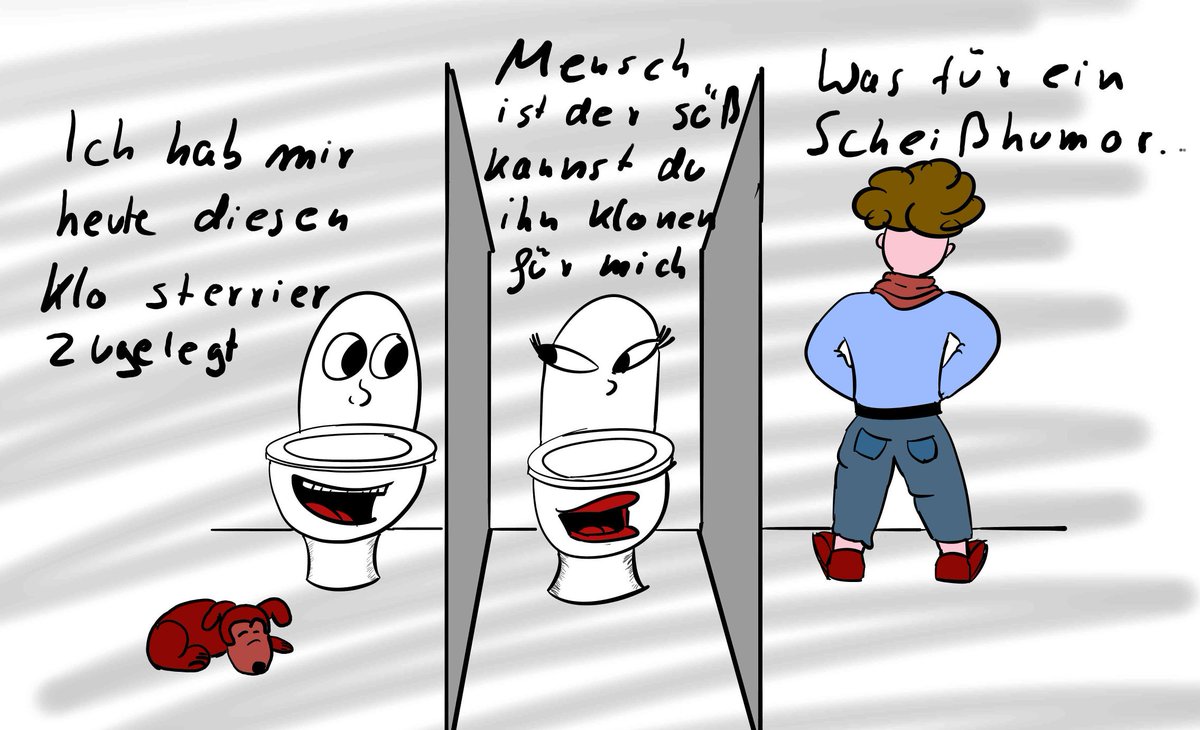 Ich hab mir
heute diesen
Klo sterrier
zugelegt
Mensch
ist der söß
kannst du
ihn klonen
für mich
Was für ein
Scheißhumor...